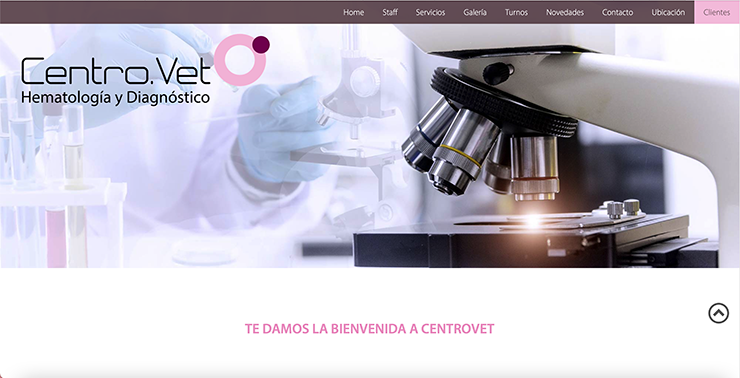 Home Staff Servicios Galería Turnos Novedades Contacto Ubicación Clientes
Centro.Vet
Hematología y Diagnóstico
TE DAMOS LA BIENVENIDA A CENTROVET